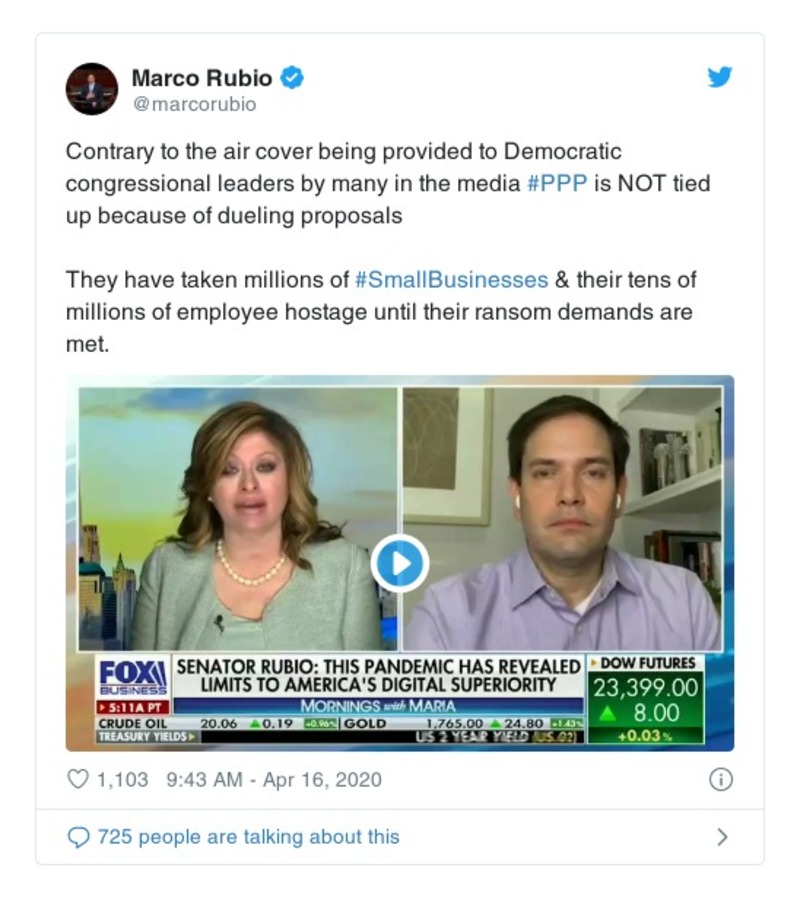 Marco Rubio
@marcorubio
Contrary to the air cover being provided to Democratic
congressional leaders by many in the media #PPP is NOT tied
up because of dueling proposals
They have taken millions of #SmallBusinesses & their tens of
millions of employee hostage until their ransom demands are
met.
FOX
BUSINESS
5:11A PT
SENATOR RUBIO: THIS PANDEMIC HAS REVEALED
LIMITS TO AMERICA'S DIGITAL SUPERIORITY
MORNINGS with MARIA
DOW FUTURES
23,399.00
8.00
+0.03%
CRUDE OIL 20.06 0.19 +0.96% GOLD 1,765.00 24.80 +1.43%
TREASURY YIELDS US 2 YEAR YIELD
1,103 9:43 AM - Apr 16, 2020
725 people are talking about this